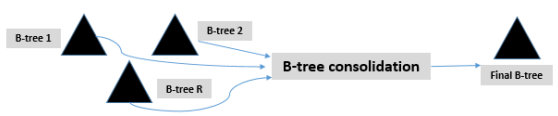 B-tree 1
B-tree 2
B-tree R
B-tree consolidation
Final B-tree